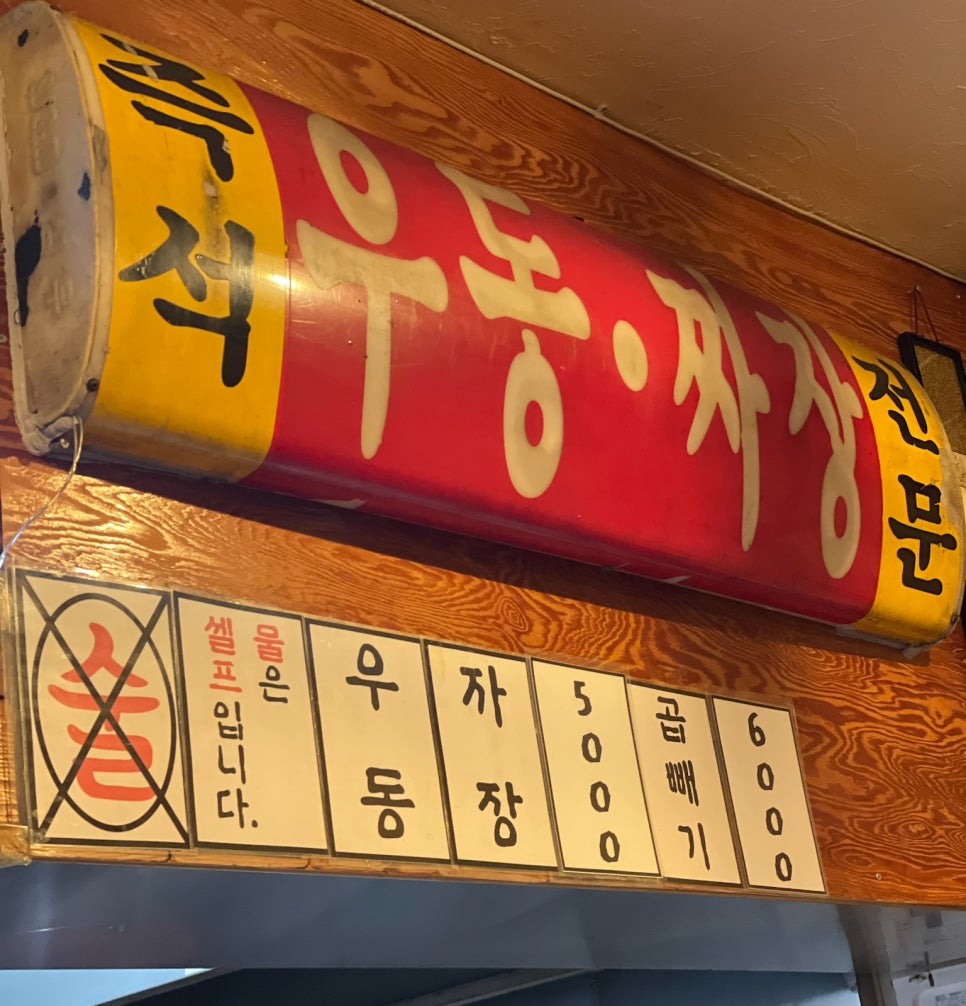 즉석 우동·짜장 전문
술
물은
셀프입니다.
우동
자장
5000
곱빼기
6000